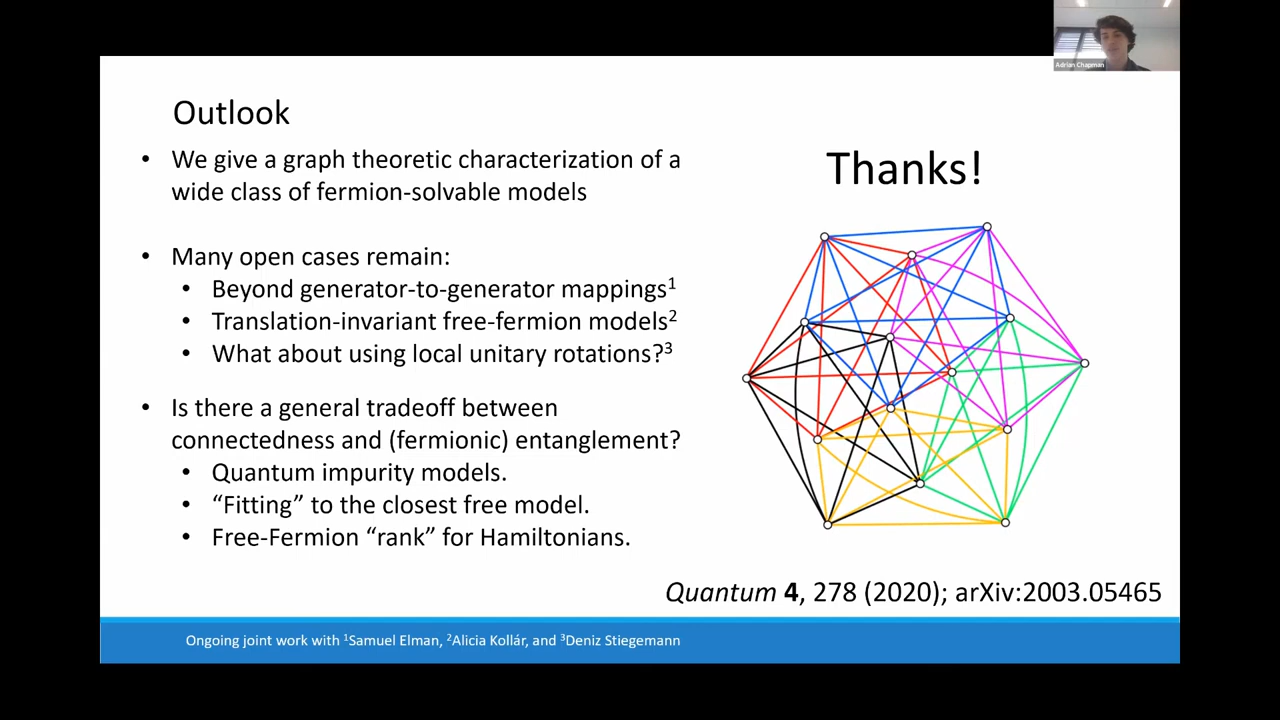 Adrian Chapman
Outlook
• We give a graph theoretic characterization of a
wide class of fermion-solvable models
• Many open cases remain:
• Beyond generator-to-generator mappings¹
• Translation-invariant free-fermion models²
• What about using local unitary rotations?³
• Is there a general tradeoff between
connectedness and (fermionic) entanglement?
• Quantum impurity models.
• “Fitting” to the closest free model.
• Free-Fermion “rank” for Hamiltonians.
Thanks!
Quantum 4, 278 (2020); arXiv:2003.05465
Ongoing joint work with ¹Samuel Elman, ²Alicia Kollár, and ³Deniz Stiegemann